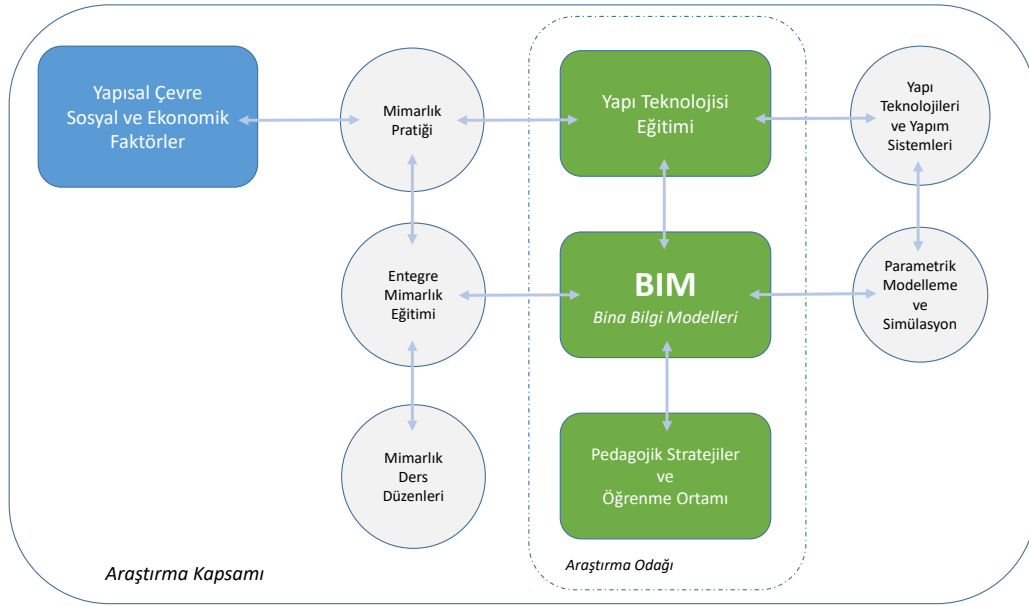 Yapısal Çevre
Sosyal ve Ekonomik
Faktörler
Mimarlık
Pratiği
Yapı Teknolojisi
Eğitimi
Yapı
Teknolojileri
ve Yapım
Sistemleri
Entegre
Mimarlık
Eğitimi
BIM
Bina Bilgi Modelleri
Parametrik
Modelleme
ve
Simülasyon
Mimarlık
Ders
Düzenleri
Pedagojik Stratejiler
ve
Öğrenme Ortamı
Araştırma Kapsamı
Araştırma Odağı